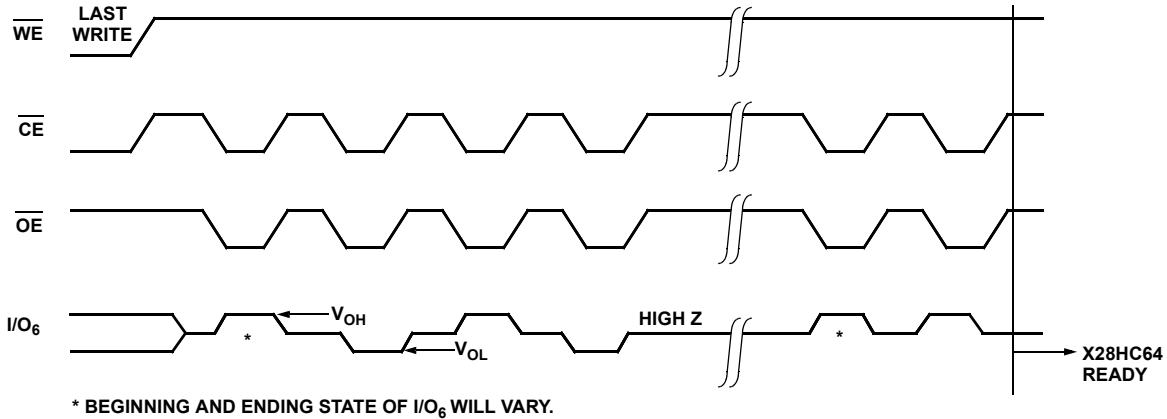 LAST
WRITE
WE
CE
OE
I/O6
VOH
*
VOL
HIGH Z
*
X28HC64
READY
* BEGINNING AND ENDING STATE OF I/O6 WILL VARY.